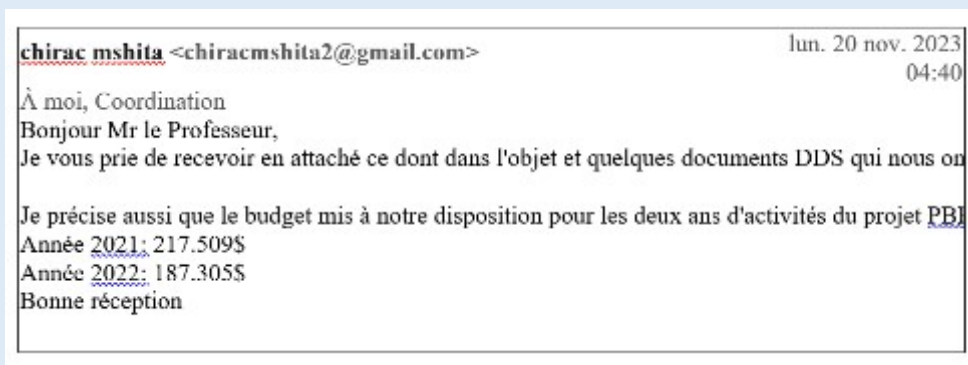 chirac mshita <chiracmshita2@gmail.com>
lun. 20 nov. 2023
04:40
À moi, Coordination
Bonjour Mr le Professeur,
Je vous prie de recevoir en attaché ce dont dans l'objet et quelques documents DDS qui nous on
Je précise aussi que le budget mis à notre disposition pour les deux ans d'activités du projet
Année 2021: 217.509$
Année 2022: 187.305$
Bonne réception